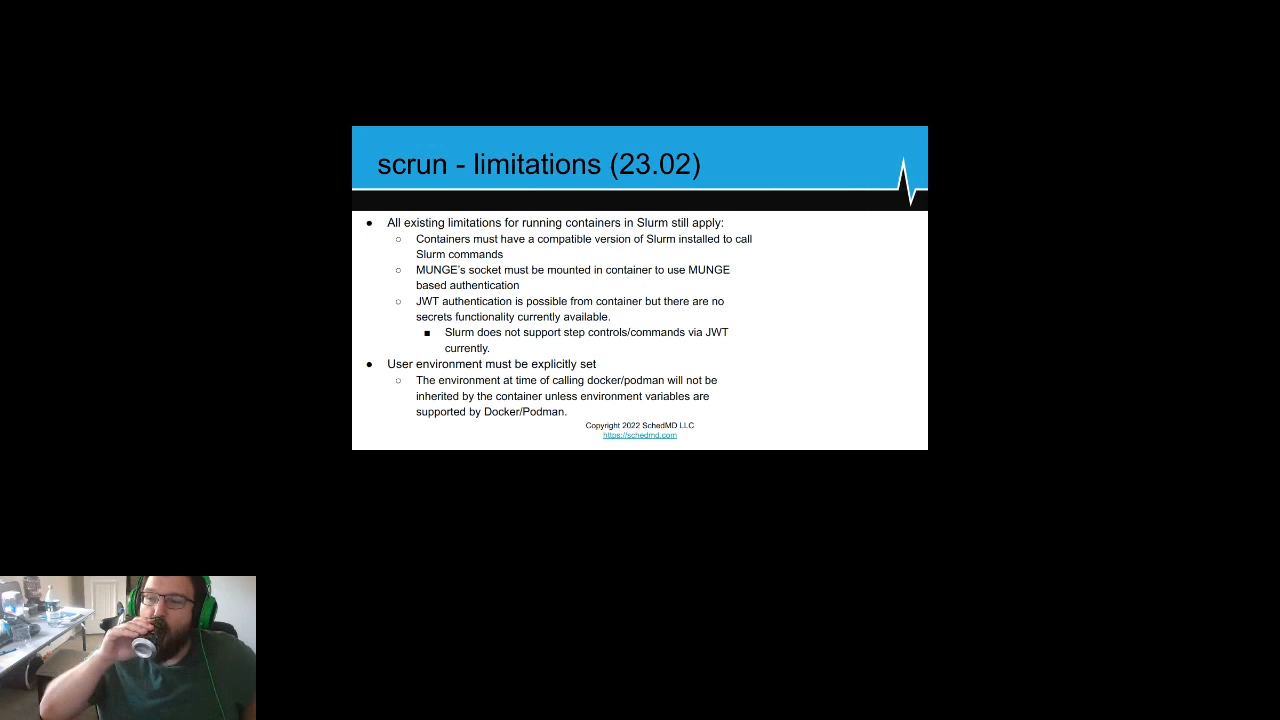 scrun - limitations (23.02)
● All existing limitations for running containers in Slurm still apply:
○ Containers must have a compatible version of Slurm installed to call
Slurm commands
○ MUNGE's socket must be mounted in container to use MUNGE
based authentication
○ JWT authentication is possible from container but there are no
secrets functionality currently available.
■ Slurm does not support step controls/commands via JWT
currently.
● User environment must be explicitly set
○ The environment at time of calling docker/podman will not be
inherited by the container unless environment variables are
supported by Docker/Podman.
Copyright 2022 SchedMD LLC
https://schedmd.com